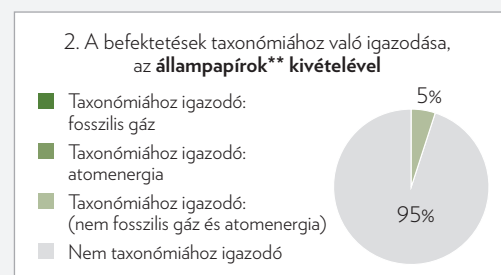 2. A befektetések taxonómiához való igazodása,
az állampapírok** kivételével
Taxonómiához igazodó:
fosszilis gáz
Taxonómiához igazodó:
atomenergia
Taxonómiához igazodó:
(nem fosszilis gáz és atomenergia)
Nem taxonómiához igazodó
5%
95%